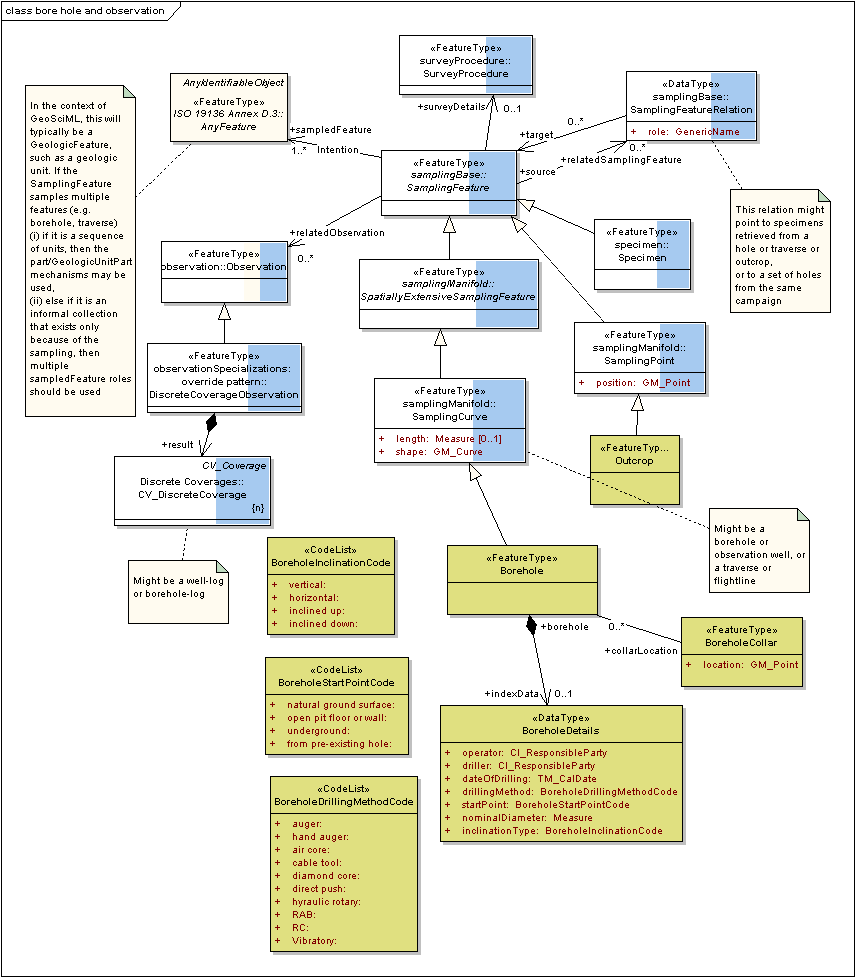 class bore hole and observation
«FeatureType»
surveyProcedure::
SurveyProcedure
+surveyDetails
0..1
AnyIdentifiableObject
«FeatureType»
ISO 19136 Annex D.3::
AnyFeature
+sampledFeature
1..*
Intention
«DataType»
samplingBase::
SamplingFeatureRelation
+ role: GenericName
0..*
+target
+relatedSamplingFeature
0..*
+source
In the context of
GeoSciML, this will
typically be a
GeologicFeature,
such as a geologic
unit. If the
SamplingFeature
samples multiple
features (e.g.
borehole, traverse)
(i) if it is a sequence
of units, then the
part/GeologicUnitPart
mechanisms may be
used,
(ii) else if it is an
informal collection
that exists only
because of the
sampling, then
multiple
sampledFeature roles
should be used
«FeatureType»
samplingBase::
SamplingFeature
This relation might
point to specimens
retrieved from a
hole or traverse or
outcrop,
or to a set of holes
from the same
campaign
+relatedObservation
0..*
«FeatureType»
observation::Observation
«FeatureType»
specimen::
Specimen
«FeatureType»
samplingManifold::
SpatiallyExtensiveSamplingFeature
«FeatureType»
samplingManifold::
SamplingPoint
+ position: GM_Point
«FeatureType»
observationSpecializations:
override pattern::
DiscreteCoverageObservation
«FeatureType»
samplingManifold::
SamplingCurve
+ length: Measure [0..1]
+ shape: GM_Curve
+result
«FeatureTyp...
Outcrop
CV_Coverage
Discrete Coverages::
CV_DiscreteCoverage
{n}
Might be a
borehole or
observation well, or
a traverse or
flightline
Might be a well-log
or borehole-log
«CodeList»
BoreholeInclinationCode
+ vertical:
+ horizontal:
+ inclined up:
+ inclined down:
«FeatureType»
Borehole
+borehole
0..*
+collarLocation
«FeatureType»
BoreholeCollar
+ location: GM_Point
«CodeList»
BoreholeStartPointCode
+ natural ground surface:
+ open pit floor or wall:
+ underground:
+ from pre-existing hole:
+indexData
0..1
«DataType»
BoreholeDetails
+ operator: CI_ResponsibleParty
+ driller: CI_ResponsibleParty
+ dateOfDrilling: TM_CalDate
+ drillingMethod: BoreholeDrillingMethodCode
+ startPoint: BoreholeStartPointCode
+ nominalDiameter: Measure
+ inclinationType: BoreholeInclinationCode
«CodeList»
BoreholeDrillingMethodCode
+ auger:
+ hand auger:
+ air core:
+ cable tool:
+ diamond core:
+ direct push:
+ hyraulic rotary:
+ RAB:
+ RC:
+ Vibratory: